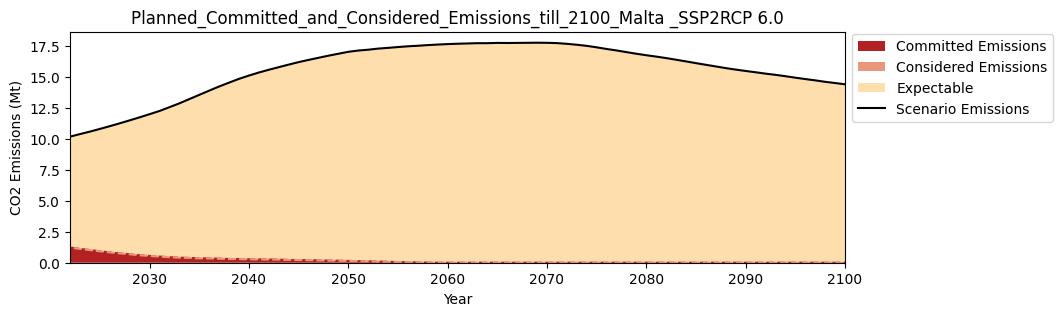 Planned_Committed_and_Considered_Emissions_till_2100_Malta _SSP2RCP 6.0
CO2 Emissions (Mt)
17.5
15.0
12.5
10.0
7.5
5.0
2.5
0.0
2030 2040 2050 2060 2070 2080 2090 2100
Year
Committed Emissions
Considered Emissions
Expectable
Scenario Emissions